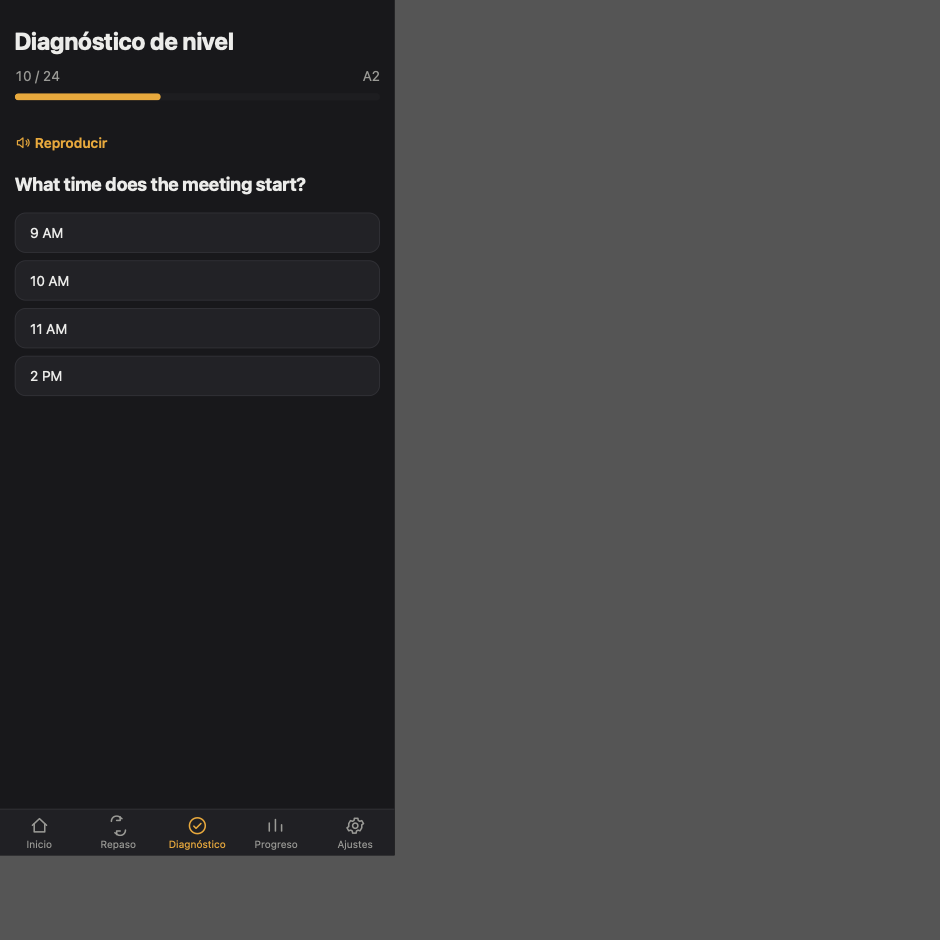 Diagnóstico de nivel
10 / 24 A2
Reproducir
What time does the meeting start?
9 AM
10 AM
11 AM
2 PM
Inicio Repaso Diagnóstico Progreso Ajustes